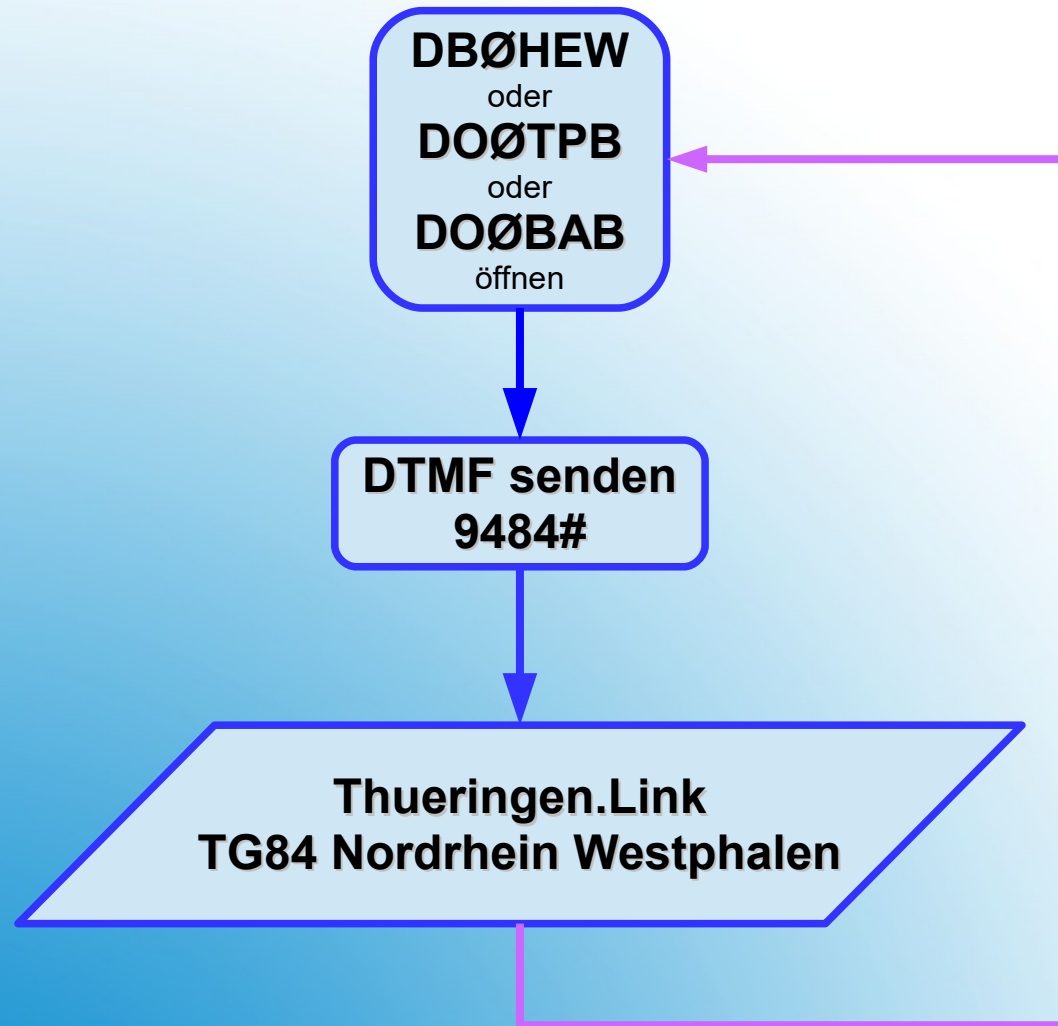 DBØHEW
oder
DOØTPB
oder
DOØBAB
öffnen
DTMF senden
9484#
Thueringen.Link
TG84 Nordrhein Westphalen